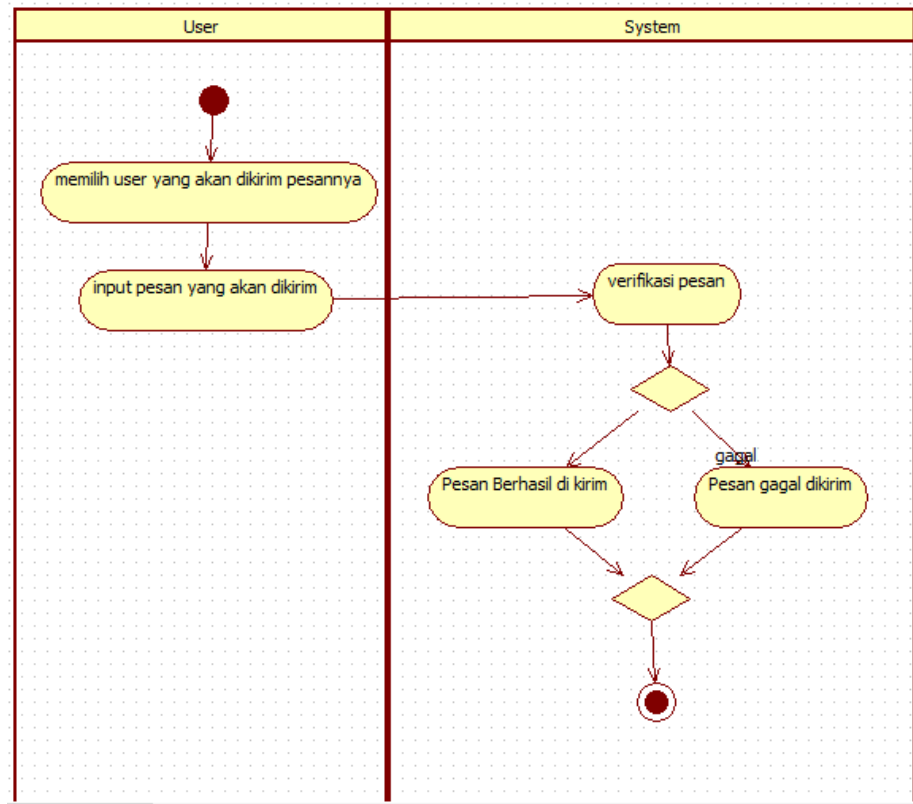 User
System
memilih user yang akan dikirim pesannya
input pesan yang akan dikirim
verifikasi pesan
gagal
Pesan Berhasil di kirim
Pesan gagal dikirim